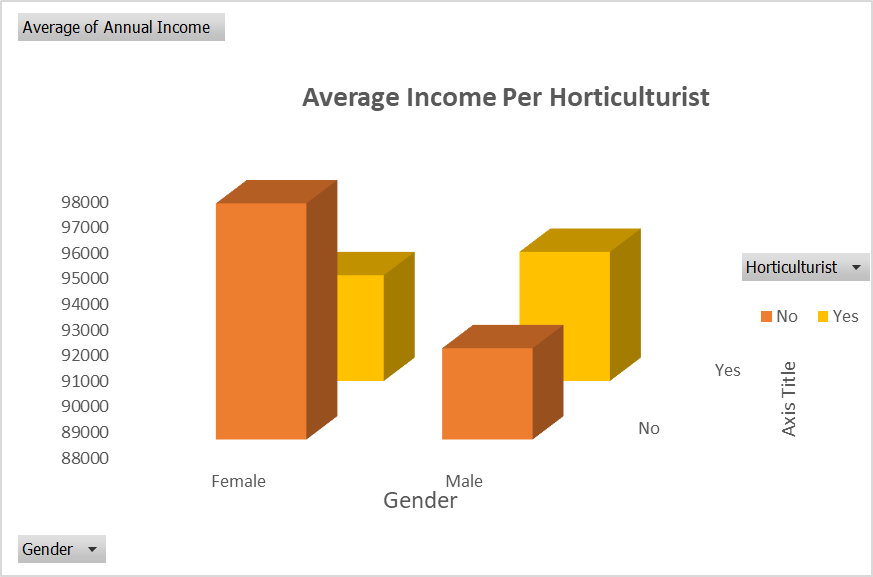 Average of Annual Income
Average Income Per Horticulturist
98000
97000
96000
95000
94000
93000
92000
91000
90000
89000
88000
Horticulturist
No Yes
Yes
No
Axis Title
Female Male
Gender
Gender